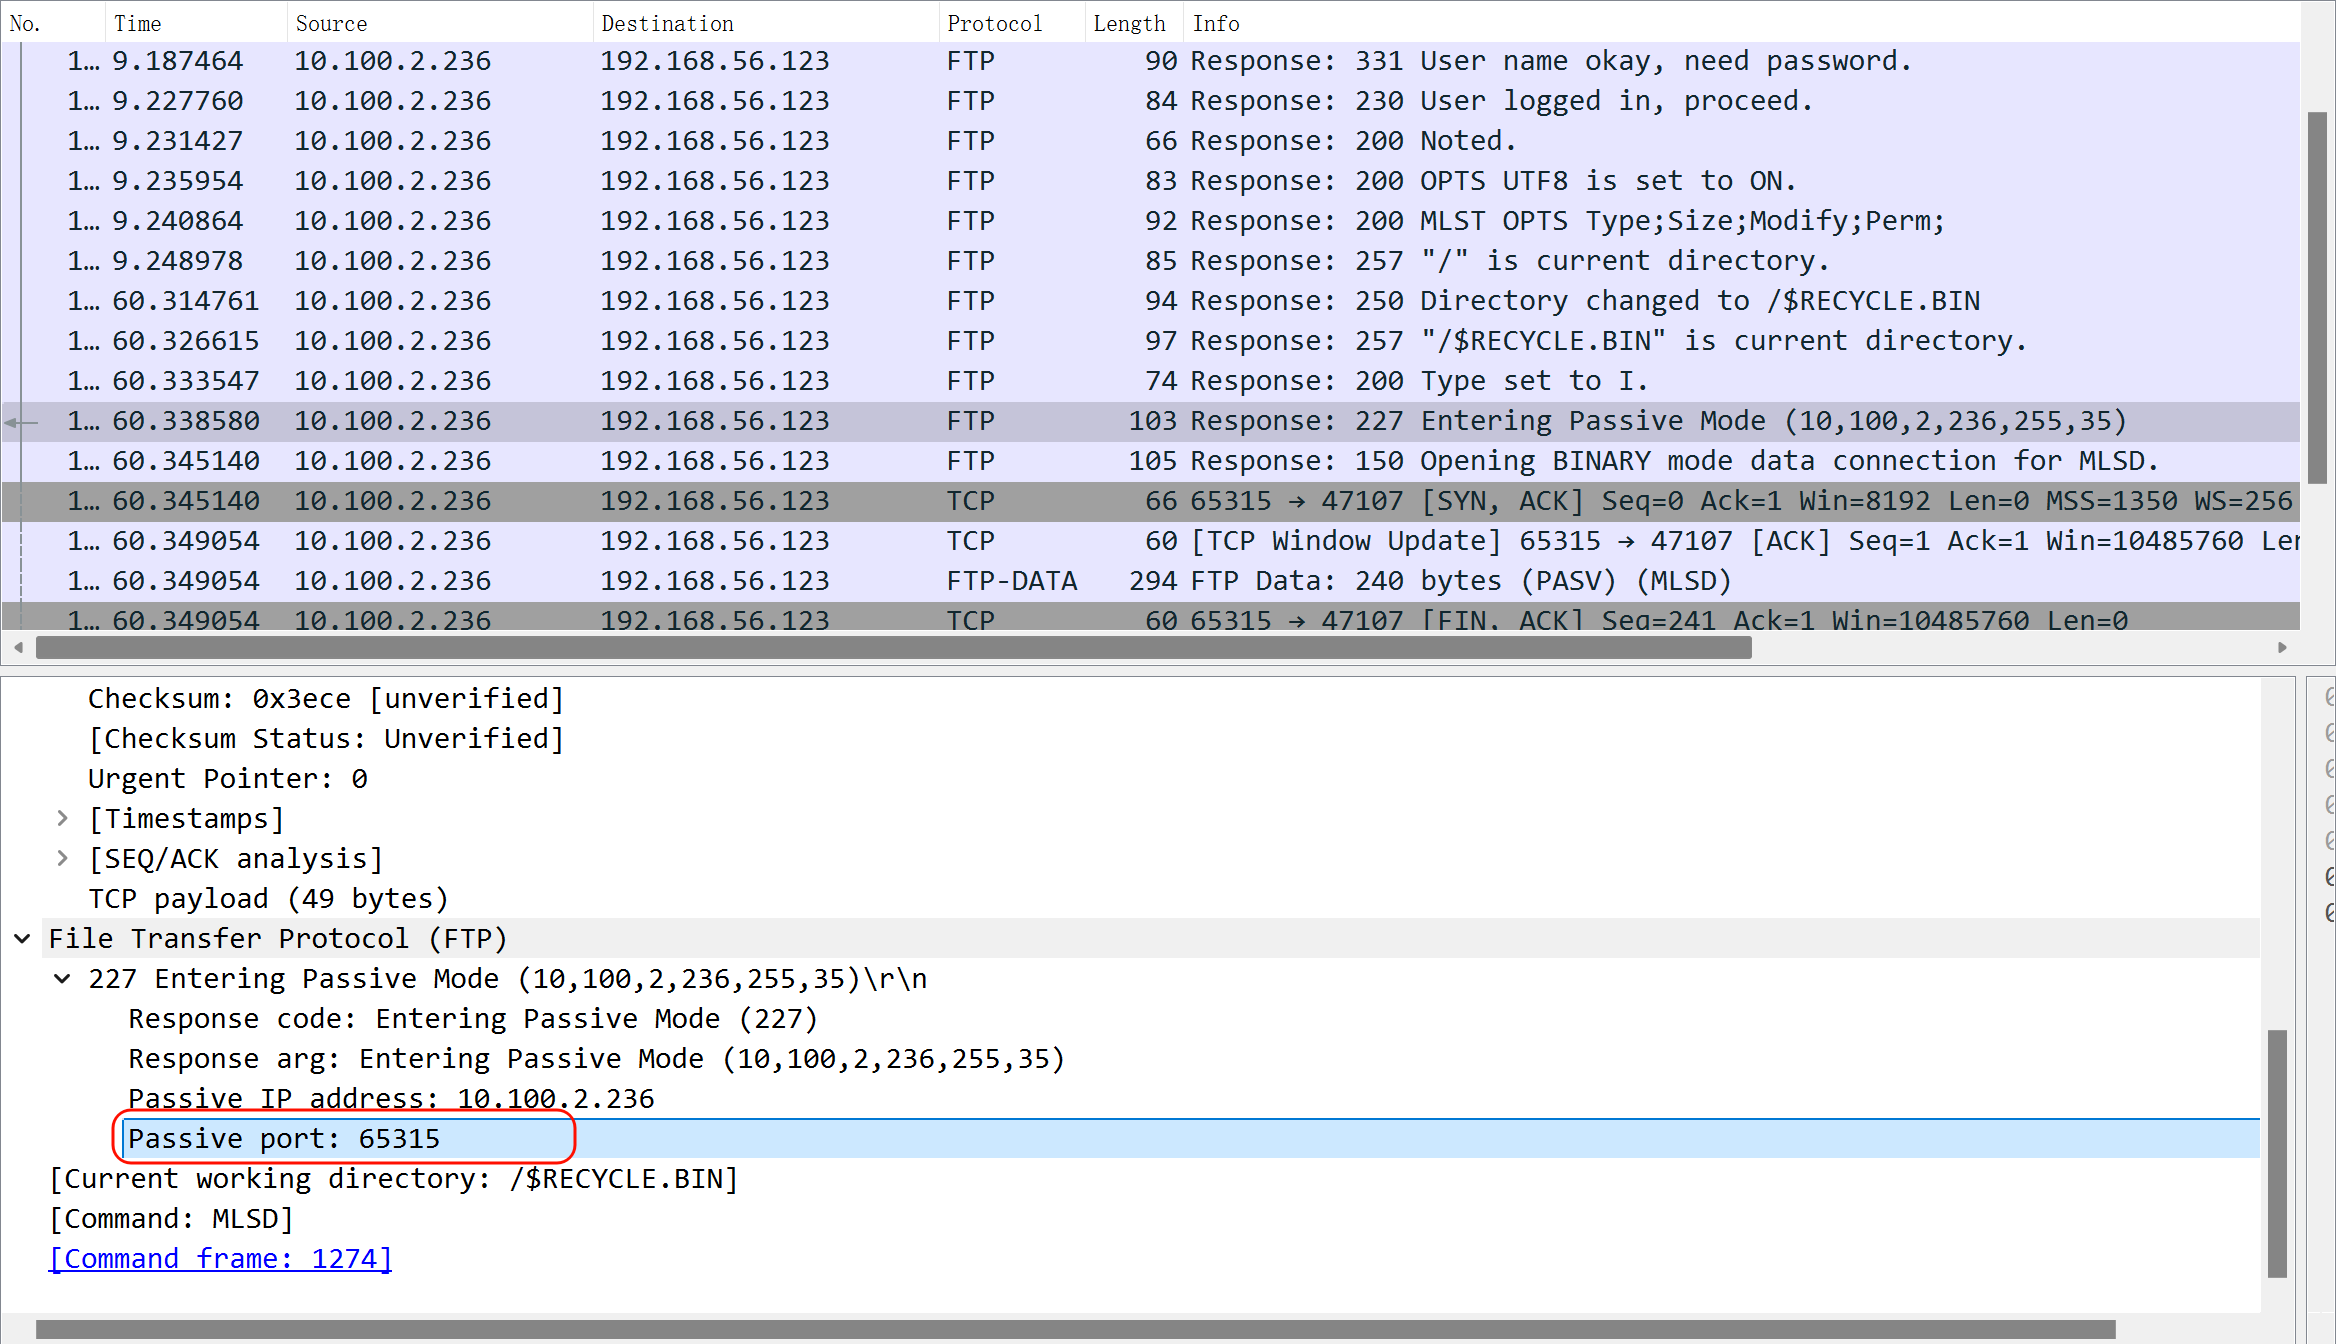 No. Time Source Destination Protocol Length Info
1… 9.187464 10.100.2.236 192.168.56.123 FTP 90 Response: 331 User name okay, need password.
1… 9.227760 10.100.2.236 192.168.56.123 FTP 84 Response: 230 User logged in, proceed.
1… 9.231427 10.100.2.236 192.168.56.123 FTP 66 Response: 200 Noted.
1… 9.235954 10.100.2.236 192.168.56.123 FTP 83 Response: 200 OPTS UTF8 is set to ON.
1… 9.240864 10.100.2.236 192.168.56.123 FTP 92 Response: 200 MLST OPTS Type;Size;Modify;Perm;
1… 9.248978 10.100.2.236 192.168.56.123 FTP 85 Response: 257 "/" is current directory.
1… 60.314761 10.100.2.236 192.168.56.123 FTP 94 Response: 250 Directory changed to /$RECYCLE.BIN
1… 60.326615 10.100.2.236 192.168.56.123 FTP 97 Response: 257 "/$RECYCLE.BIN" is current directory.
1… 60.333547 10.100.2.236 192.168.56.123 FTP 74 Response: 200 Type set to I.
1… 60.338580 10.100.2.236 192.168.56.123 FTP 103 Response: 227 Entering Passive Mode (10,100,2,236,255,35)
1… 60.345140 10.100.2.236 192.168.56.123 FTP 105 Response: 150 Opening BINARY mode data connection for MLSD.
1… 60.345140 10.100.2.236 192.168.56.123 TCP 66 65315 → 47107 [SYN, ACK] Seq=0 Ack=1 Win=8192 Len=0 MSS=1350 WS=256
1… 60.349054 10.100.2.236 192.168.56.123 TCP 60 [TCP Window Update] 65315 → 47107 [ACK] Seq=1 Ack=1 Win=10485760 Len
1… 60.349054 10.100.2.236 192.168.56.123 FTP-DATA 294 FTP Data: 240 bytes (PASV) (MLSD)
1… 60.349054 10.100.2.236 192.168.56.123 TCP 60 65315 → 47107 [FIN, ACK] Seq=241 Ack=1 Win=10485760 Len=0
Checksum: 0x3ece [unverified]
[Checksum Status: Unverified]
Urgent Pointer: 0
[Timestamps]
[SEQ/ACK analysis]
TCP payload (49 bytes)
File Transfer Protocol (FTP)
227 Entering Passive Mode (10,100,2,236,255,35)\r\n
Response code: Entering Passive Mode (227)
Response arg: Entering Passive Mode (10,100,2,236,255,35)
Passive IP address: 10.100.2.236
Passive port: 65315
[Current working directory: /$RECYCLE.BIN]
[Command: MLSD]
[Command frame: 1274]